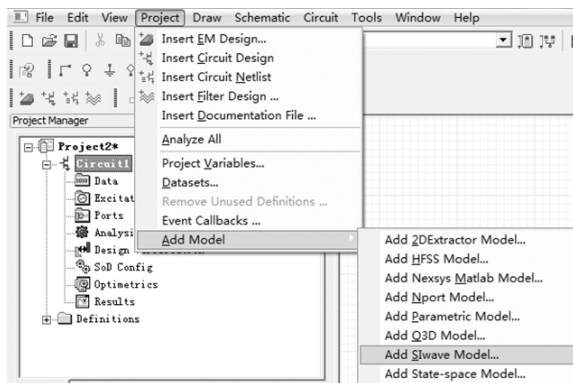 File Edit View Project Draw Schematic Circuit Tools Window Help
Insert EM Design...
Insert Circuit Design
Insert Circuit Netlist
Insert Filter Design ...
Insert Documentation File ...
Analyze All
Project Variables...
Datasets...
Remove Unused Definitions ...
Event Callbacks ...
Add Model
Project Manager
Project2*
Circuit1
Data
Excitat
Ports
Analysi
Design
SoD Config
Optimetrics
Results
Definitions
Add 2DExtractor Model...
Add HFSS Model...
Add Nexsys Matlab Model...
Add Nport Model...
Add Parametric Model...
Add Q3D Model...
Add SIwave Model...
Add State-space Model...